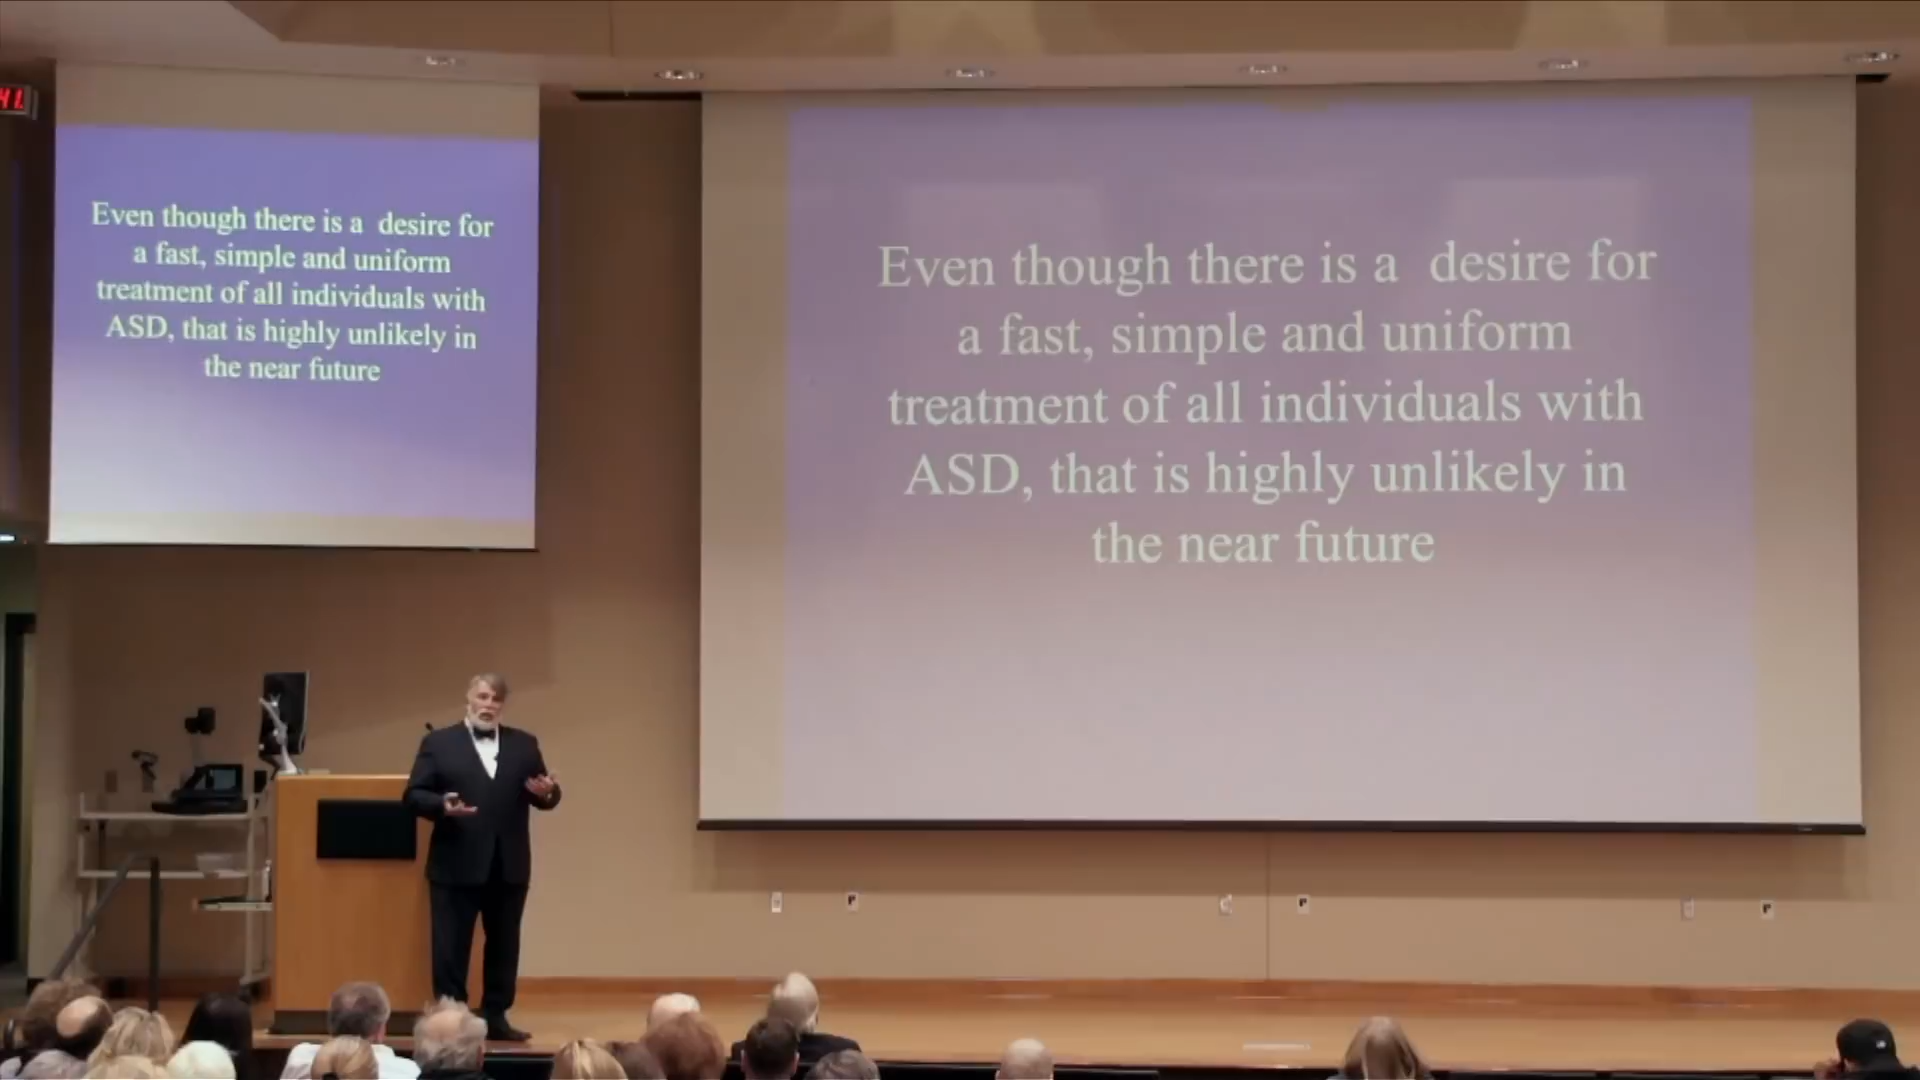 Even though there is a desire for
a fast, simple and uniform
treatment of all individuals with
ASD, that is highly unlikely in
the near future
Even though there is a desire for
a fast, simple and uniform
treatment of all individuals with
ASD, that is highly unlikely in
the near future